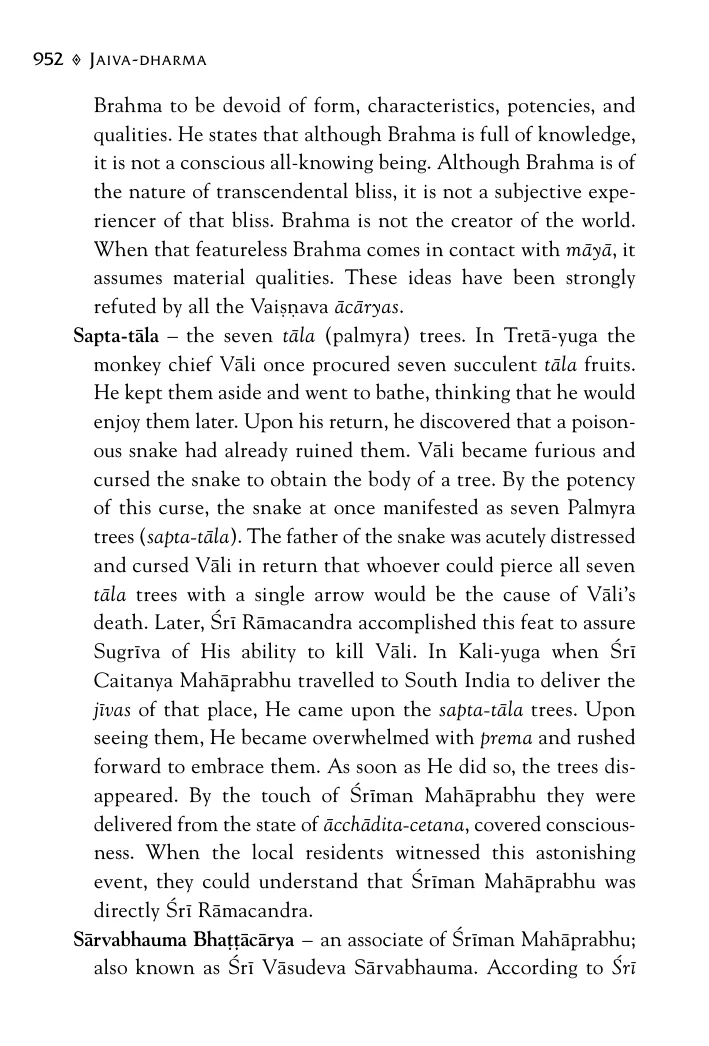 952 ◈ Jaiva-dharma
Brahma to be devoid of form, characteristics, potencies, and
qualities. He states that although Brahma is full of knowledge,
it is not a conscious all-knowing being. Although Brahma is of
the nature of transcendental bliss, it is not a subjective expe-
riencer of that bliss. Brahma is not the creator of the world.
When that featureless Brahma comes in contact with māyā, it
assumes material qualities. These ideas have been strongly
refuted by all the Vaiṣṇava ācāryas.
Sapta-tāla – the seven tāla (palmyra) trees. In Tretā-yuga the
monkey chief Vāli once procured seven succulent tāla fruits.
He kept them aside and went to bathe, thinking that he would
enjoy them later. Upon his return, he discovered that a poison-
ous snake had already ruined them. Vāli became furious and
cursed the snake to obtain the body of a tree. By the potency
of this curse, the snake at once manifested as seven Palmyra
trees (sapta-tāla). The father of the snake was acutely distressed
and cursed Vāli in return that whoever could pierce all seven
tāla trees with a single arrow would be the cause of Vāli's
death. Later, Śrī Rāmacandra accomplished this feat to assure
Sugrīva of His ability to kill Vāli. In Kali-yuga when Śrī
Caitanya Mahāprabhu travelled to South India to deliver the
jīvas of that place, He came upon the sapta-tāla trees. Upon
seeing them, He became overwhelmed with prema and rushed
forward to embrace them. As soon as He did so, the trees dis-
appeared. By the touch of Śrīman Mahāprabhu they were
delivered from the state of ācchādita-cetana, covered conscious-
ness. When the local residents witnessed this astonishing
event, they could understand that Śrīman Mahāprabhu was
directly Śrī Rāmacandra.
Sārvabhauma Bhaṭṭācārya – an associate of Śrīman Mahāprabhu;
also known as Śrī Vāsudeva Sārvabhauma. According to Śrī